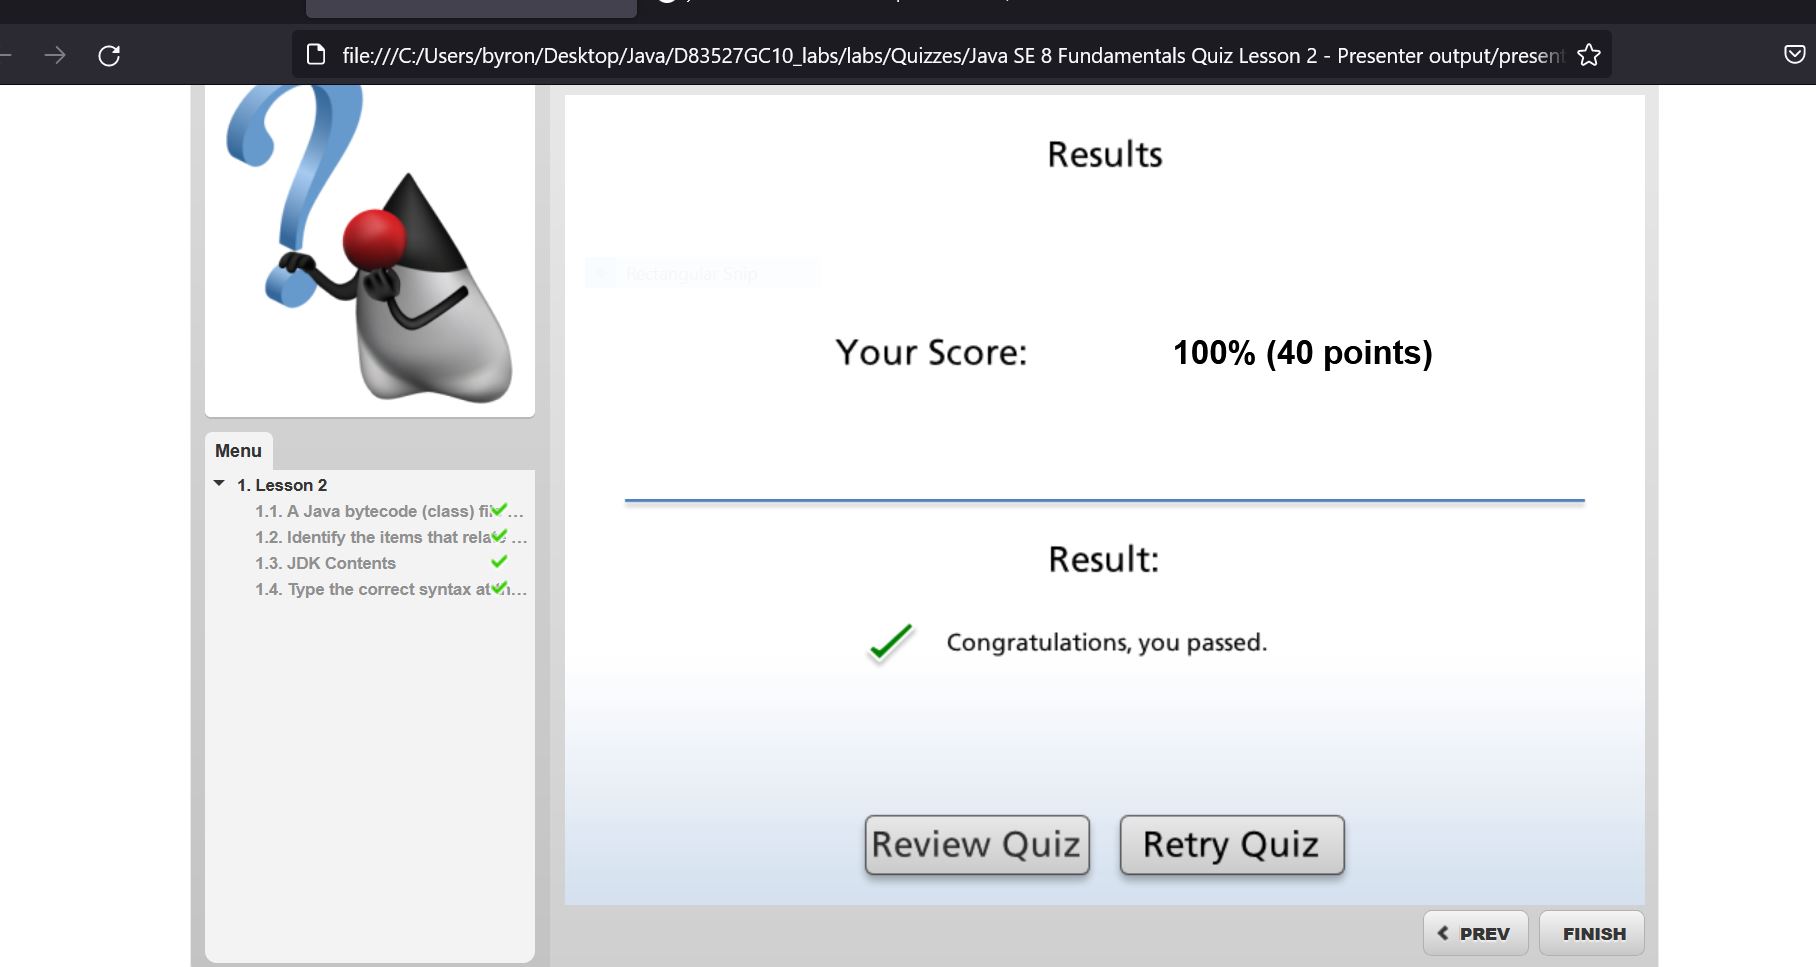 file:///C:/Users/byron/Desktop/Java/D83527GC10_labs/labs/Quizzes/Java SE 8 Fundamentals Quiz Lesson 2 - Presenter output/present
Results
Rectangular Snip
Your Score: 100% (40 points)
Result:
Congratulations, you passed.
Review Quiz Retry Quiz
PREV FINISH
Menu
1. Lesson 2
1.1. A Java bytecode (class) fi...
1.2. Identify the items that rela...
1.3. JDK Contents
1.4. Type the correct syntax at ...